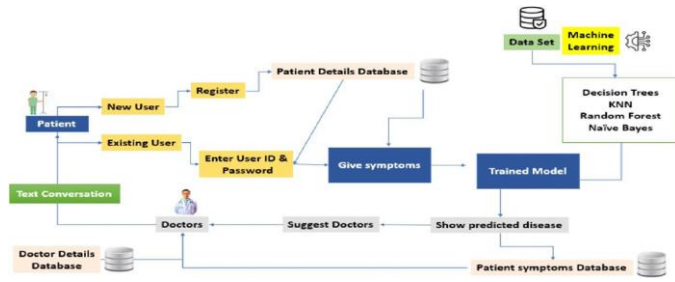 Data Set
Machine
Learning
Patient Details Database
Register
New User
Decision Trees
KNN
Random Forest
Naïve Bayes
Patient
Existing User
Enter User ID &
Password
Give symptoms
Trained Model
Text Conversation
Doctors
Suggest Doctors
Show predicted disease
Doctor Details
Database
Patient symptoms Database